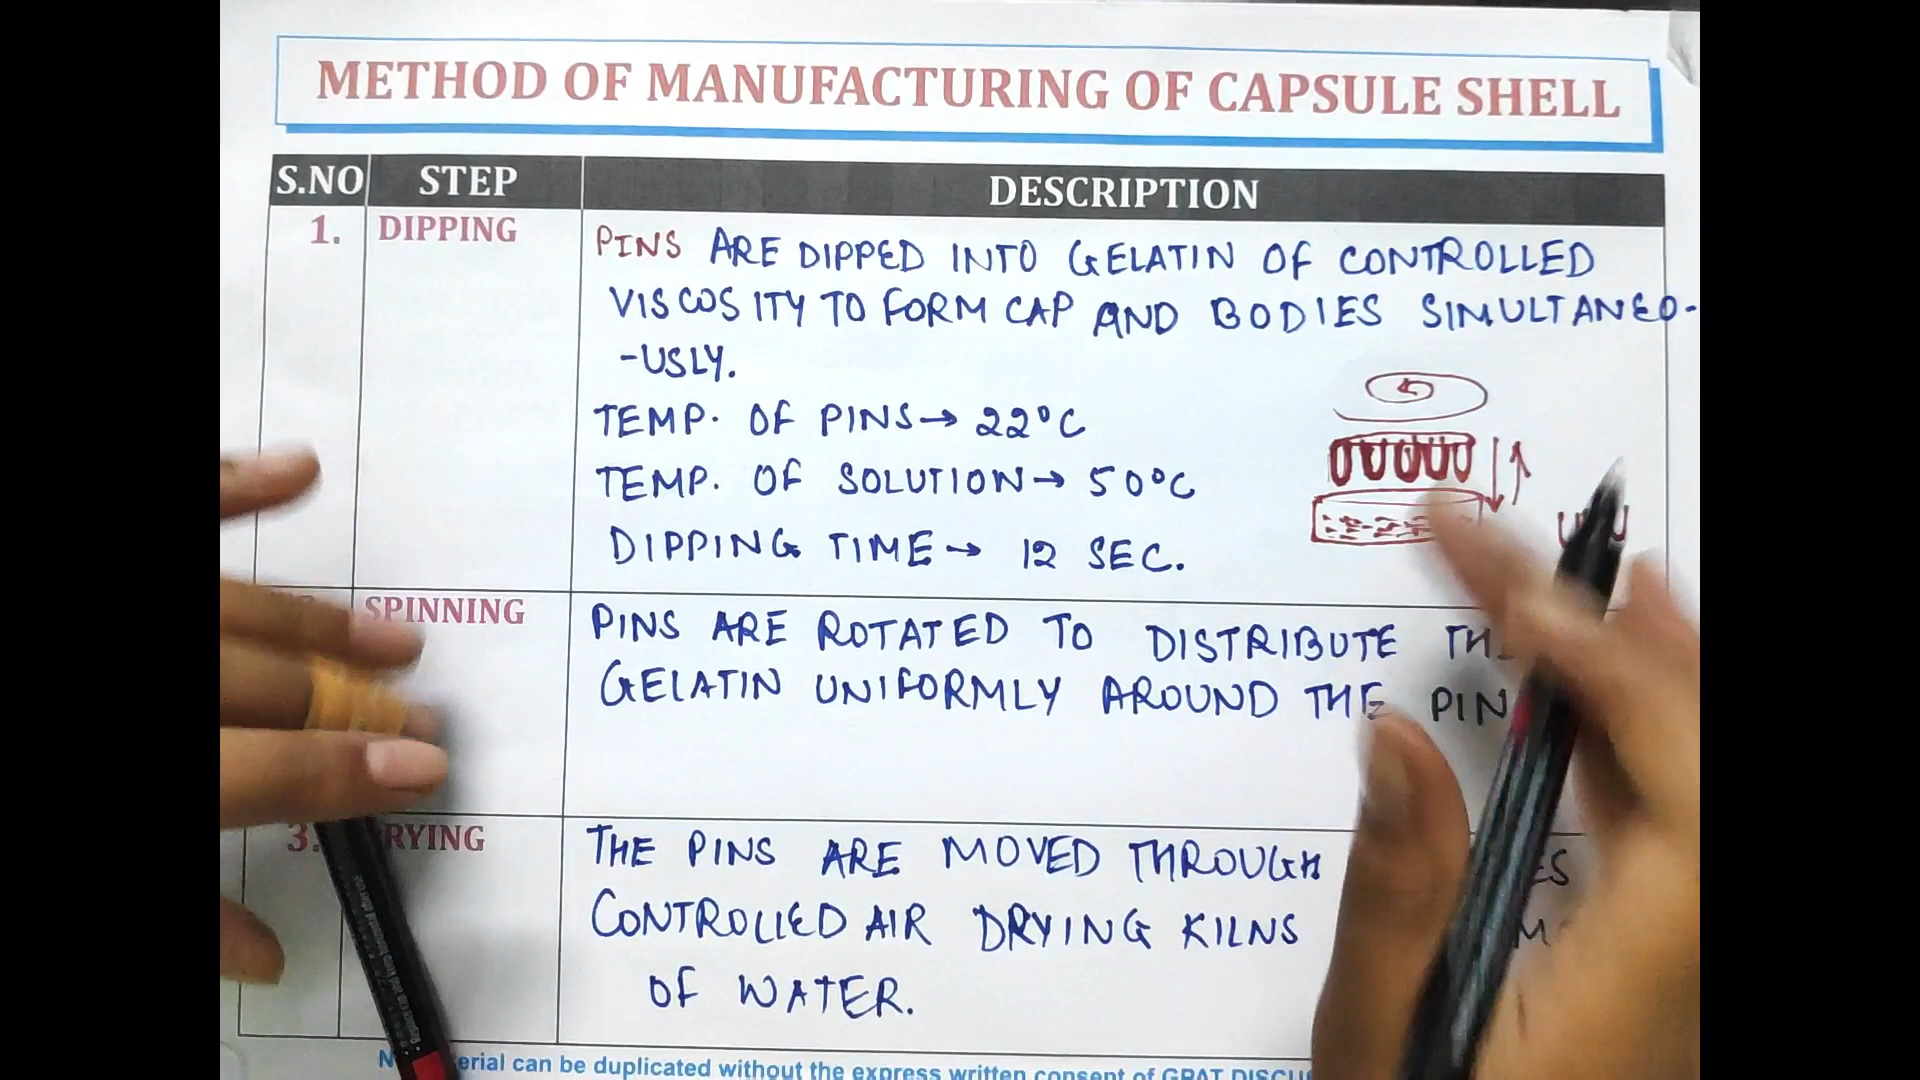 METHOD OF MANUFACTURING OF CAPSULE SHELL
S.NO STEP DESCRIPTION
1. DIPPING PINS ARE DIPPED INTO GELATIN OF CONTROLLED
VISCOSITY TO FORM CAP AND BODIES SIMULTANEO-
-USLY.
TEMP. OF PINS→ 22°C
TEMP. OF SOLUTION→ 50°C
DIPPING TIME→ 12 SEC.
SPINNING PINS ARE ROTATED TO DISTRIBUTE
GELATIN UNIFORMLY AROUND THE
3. THE PINS ARE MOVED THROUGH
CONTROLLED AIR DRYING KILNS
OF WATER.
can be duplicated without the express written consent of GPAT